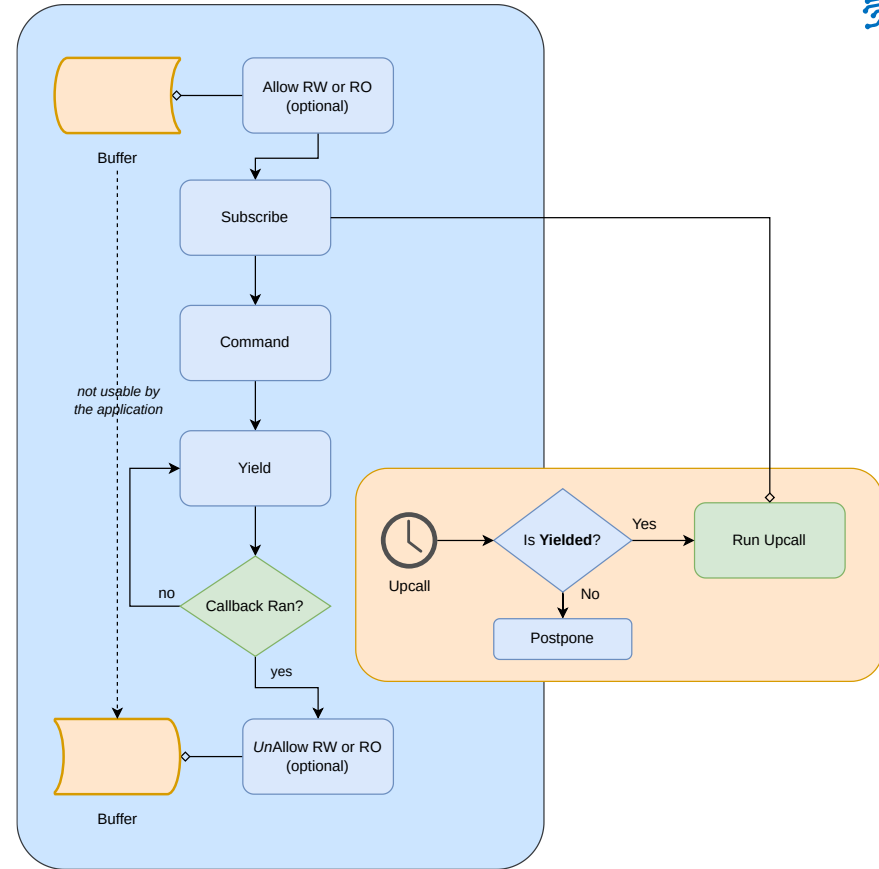 Allow RW or RO
(optional)
Buffer
Subscribe
Command
not usable by
the application
Yield
Is Yielded?
Yes
Run Upcall
Upcall
No
no
Callback Ran?
Postpone
yes
UnAllow RW or RO
(optional)
Buffer